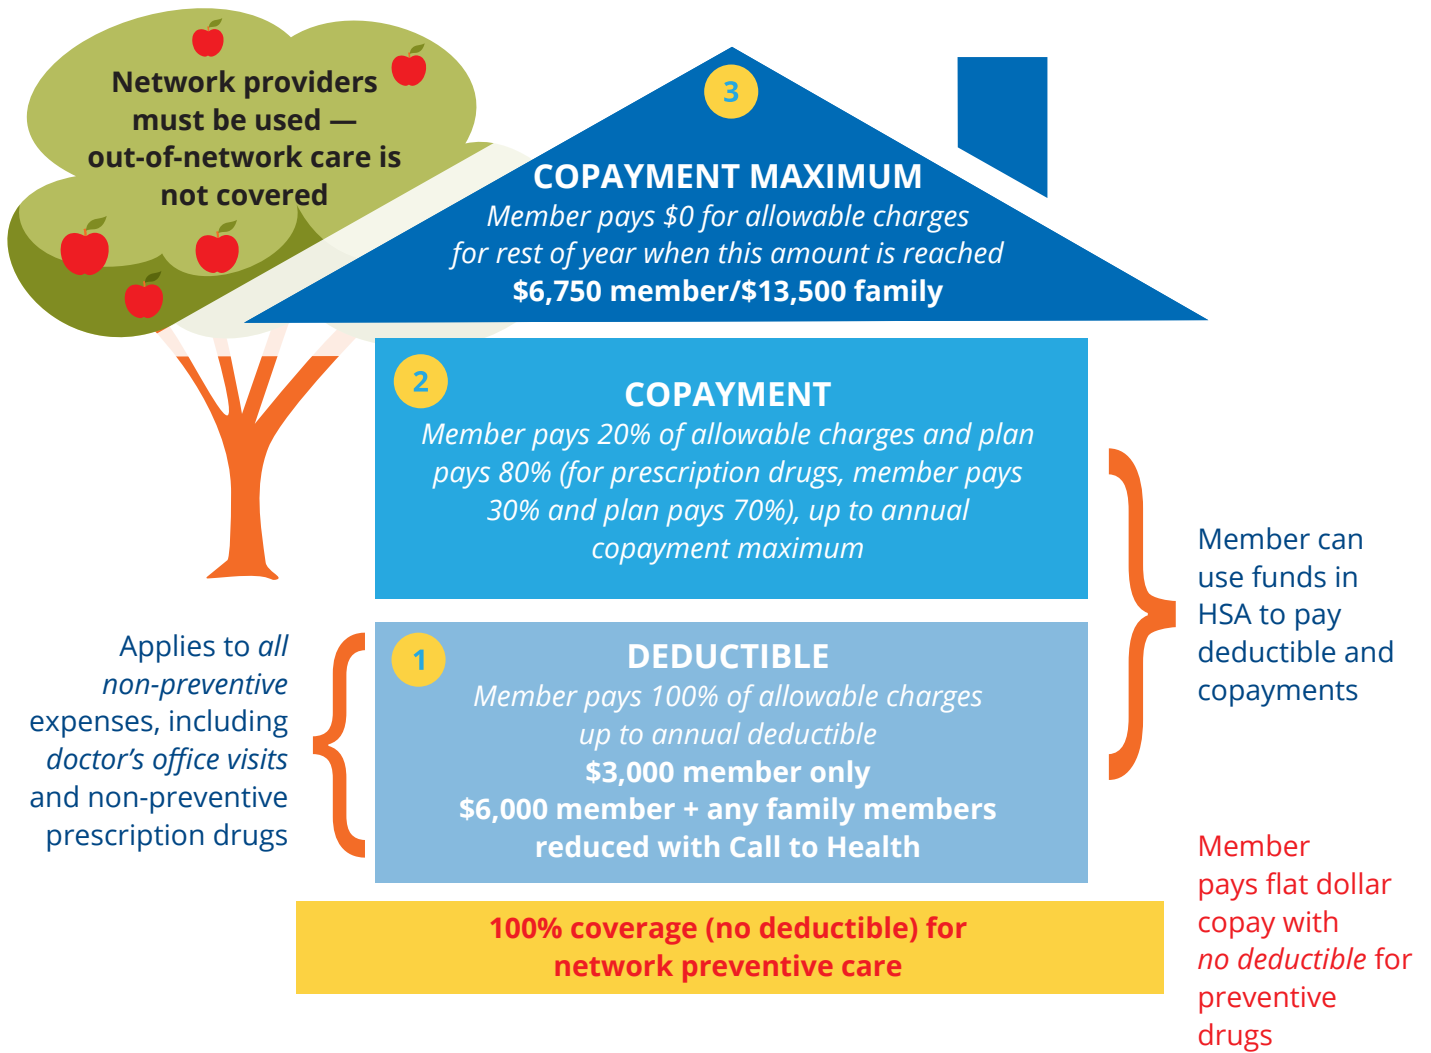 Network providers
must be used —
out-of-network care is
not covered
3
COPAYMENT MAXIMUM
Member pays $0 for allowable charges
for rest of year when this amount is reached
$6,750 member/$13,500 family
2
COPAYMENT
Member pays 20% of allowable charges and plan
pays 80% (for prescription drugs, member pays
30% and plan pays 70%), up to annual
copayment maximum
Member can
use funds in
HSA to pay
deductible and
copayments
Applies to all
non-preventive
expenses, including
doctor’s office visits
and non-preventive
prescription drugs
1
DEDUCTIBLE
Member pays 100% of allowable charges
up to annual deductible
$3,000 member only
$6,000 member + any family members
reduced with Call to Health
100% coverage (no deductible) for
network preventive care
Member
pays flat dollar
copay with
no deductible for
preventive
drugs